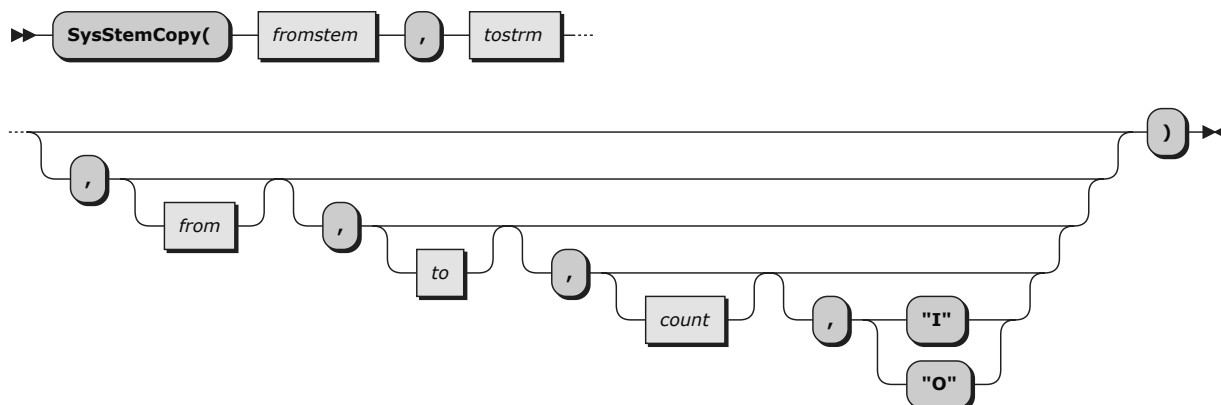 SysStemCopy( fromstem , tostrm
)
,
from , 
to , 
count , "I"
"O"